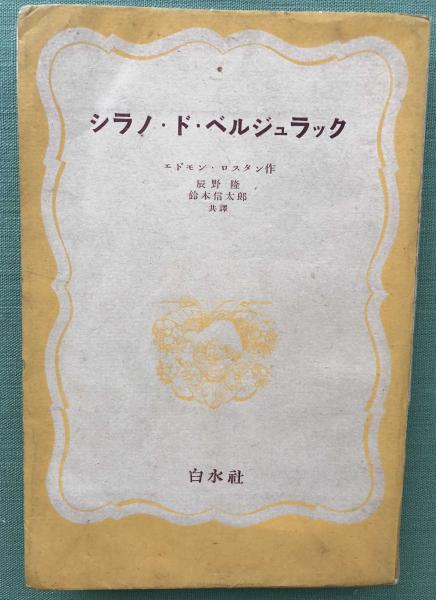 シラノ・ド・ベルジュラック
エドモン・ロスタン作
辰野隆
鈴木信太郎
共譯
白水社